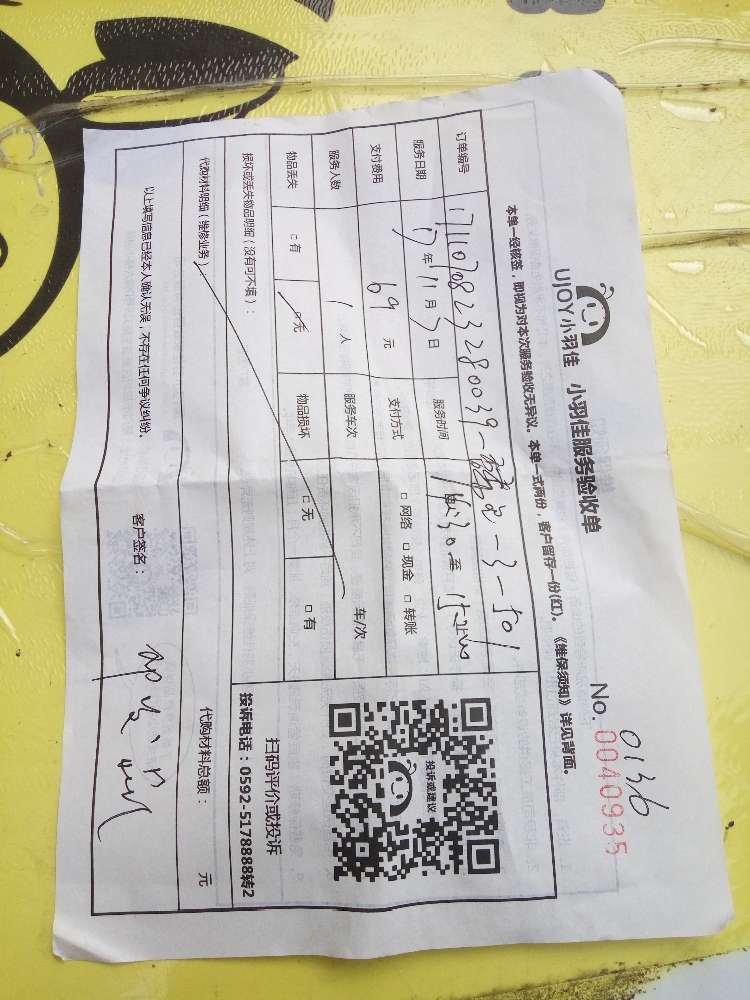 UJOY小羽佳 小羽佳服务验收单
0136
No. 0040935
本单一经核签，即视为对本次服务验收无异议。本单一式两份，客户留存一份(红)。《维保须知》详见背面。
订单编号 1711070823280039 3-501
服务日期 17年11月7日 服务时间 至
支付费用 69元 支付方式 □网络 □现金 □转账
服务人数 1人 服务车次 车/次
物品丢失 □有 □无 物品损坏 □无 □有
损坏或丢失物品明细（没有可不填）：
代购材料明细（维修业务） 代购材料总额： 元
投诉或建议
扫码评价或投诉
投诉电话：0592-5178888转2
以上填写信息已经本人确认无误，不存在任何争议纠纷。 客户签名：